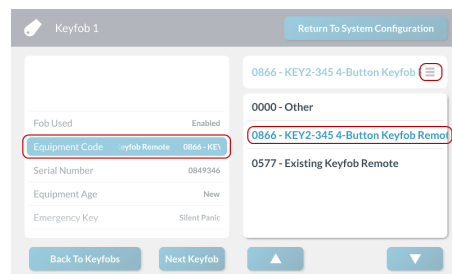 Keyfob 1
Return To System Configuration
0866 - KEY2-345 4-Button Keyfob
0000 - Other
Fob Used Enabled
0866 - KEY2-345 4-Button Keyfob Remot
Equipment Code eyfob Remote 0866 - KEY
Serial Number 0849346
0577 - Existing Keyfob Remote
Equipment Age New
Emergency Key Silent Panic
Back To Keyfobs
Next Keyfob